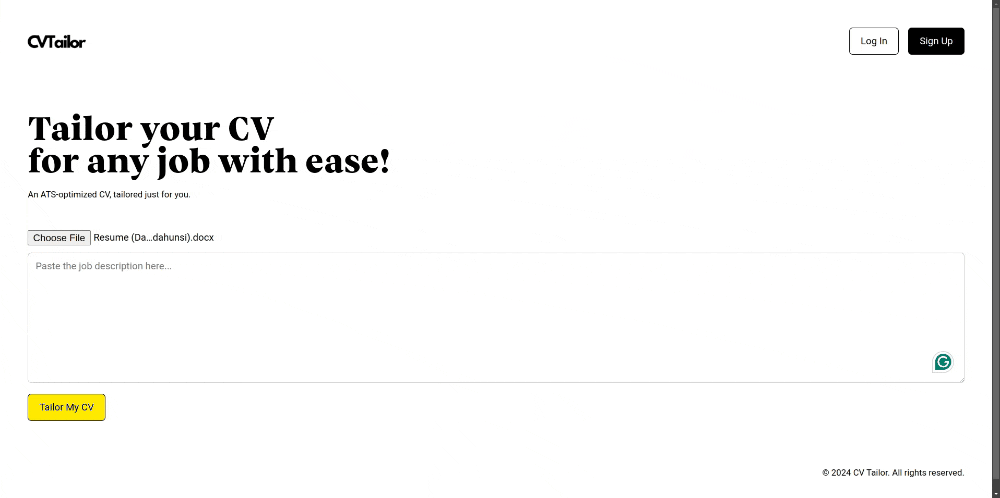 CVTailor
Log In
Sign Up
Tailor your CV
for any job with ease!
An ATS-optimized CV, tailored just for you.
Choose File Resume (Da...dahunsi).docx
Paste the job description here...
Tailor My CV
© 2024 CV Tailor. All rights reserved.